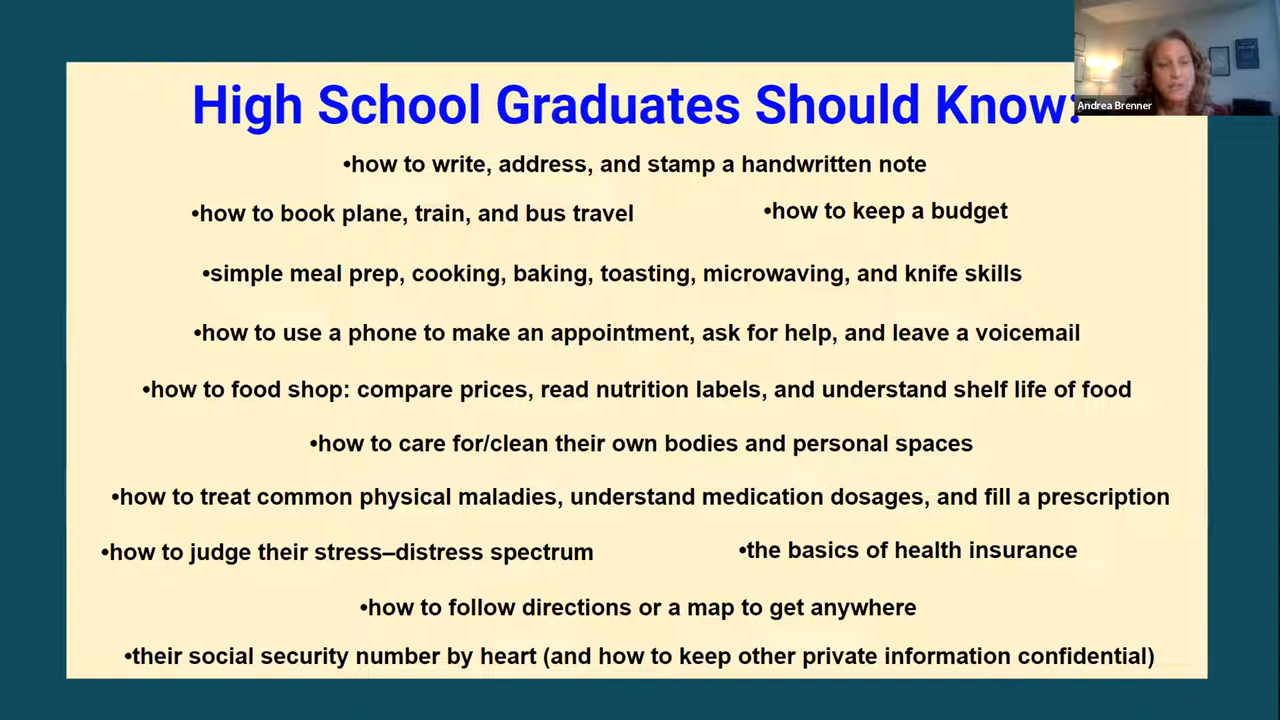 High School Graduates Should Know:
Andrea Brenner
•how to write, address, and stamp a handwritten note
•how to book plane, train, and bus travel
•how to keep a budget
•simple meal prep, cooking, baking, toasting, microwaving, and knife skills
•how to use a phone to make an appointment, ask for help, and leave a voicemail
•how to food shop: compare prices, read nutrition labels, and understand shelf life of food
•how to care for/clean their own bodies and personal spaces
•how to treat common physical maladies, understand medication dosages, and fill a prescription
•how to judge their stress–distress spectrum
•the basics of health insurance
•how to follow directions or a map to get anywhere
•their social security number by heart (and how to keep other private information confidential)